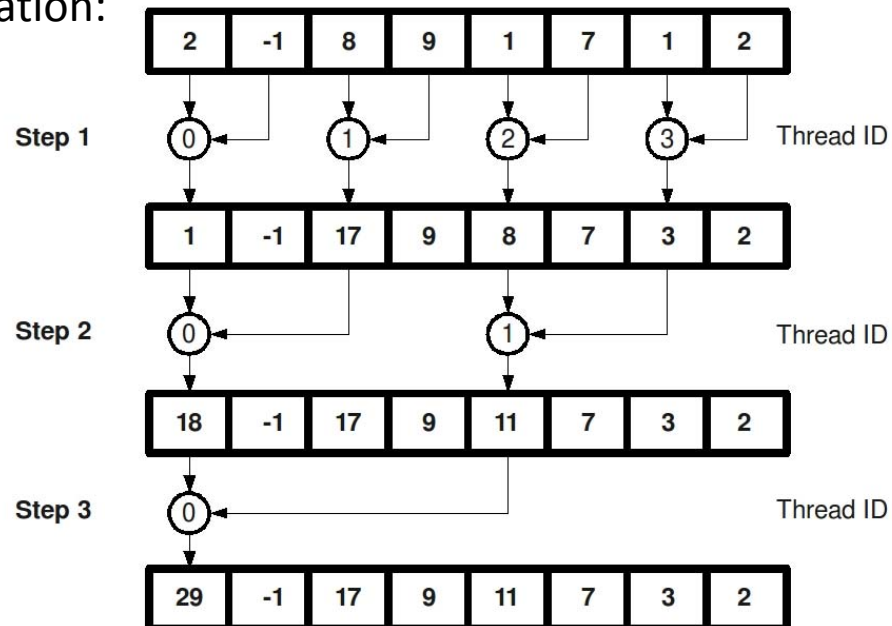 ation:
2 -1 8 9 1 7 1 2
Step 1 0 1 2 3 Thread ID
1 -1 17 9 8 7 3 2
Step 2 0 1 Thread ID
18 -1 17 9 11 7 3 2
Step 3 0 Thread ID
29 -1 17 9 11 7 3 2